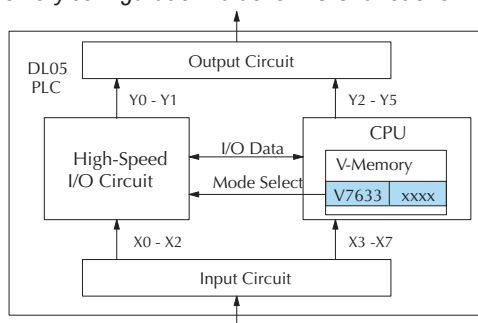 Output Circuit
DL05
PLC
Y0 - Y1
Y2 - Y5
CPU
High-Speed
I/O Circuit
I/O Data
V-Memory
Mode Select
V7633 xxxx
X0 - X2
X3 -X7
Input Circuit